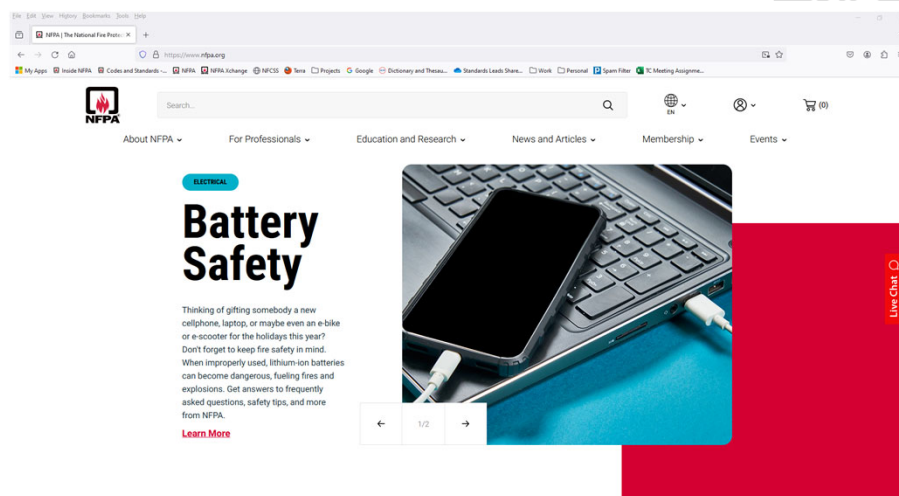 File Edit View History Bookmarks Tools Help
NFPA | The National Fire Protec
https://www.nfpa.org
My Apps Inside NFPA Codes and Standards -... NFPA NFPA Xchange NFCSS Terra Projects Google Dictionary and Thesau... Standards Leads Share... Work Personal Spam Filter TC Meeting Assignme...
NFPA
Search...
EN
(0)
About NFPA For Professionals Education and Research News and Articles Membership Events
ELECTRICAL
Battery
Safety
Thinking of gifting somebody a new
cellphone, laptop, or maybe even an e-bike
or e-scooter for the holidays this year?
Don't forget to keep fire safety in mind.
When improperly used, lithium-ion batteries
can become dangerous, fueling fires and
explosions. Get answers to frequently
asked questions, safety tips, and more
from NFPA.
Learn More
1/2
Live Chat